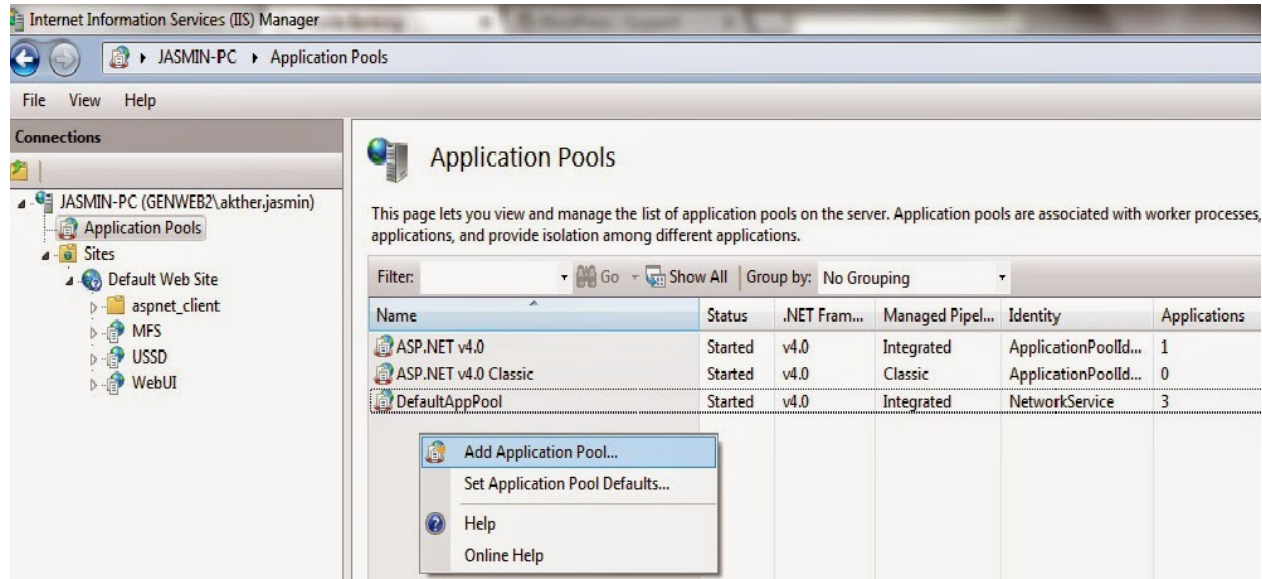 Internet Information Services (IIS) Manager
JASMIN-PC Application Pools
File View Help
Connections
JASMIN-PC (GENWEB2\akther.jasmin)
Application Pools
Sites
Default Web Site
aspnet_client
MFS
USSD
WebUI
Application Pools
This page lets you view and manage the list of application pools on the server. Application pools are associated with worker processes,
applications, and provide isolation among different applications.
Filter: Go Show All Group by: No Grouping
Name Status .NET Fram... Managed Pipel... Identity Applications
ASP.NET v4.0 Started v4.0 Integrated ApplicationPoolId... 1
ASP.NET v4.0 Classic Started v4.0 Classic ApplicationPoolId... 0
DefaultAppPool Started v4.0 Integrated NetworkService 3
Add Application Pool...
Set Application Pool Defaults...
Help
Online Help